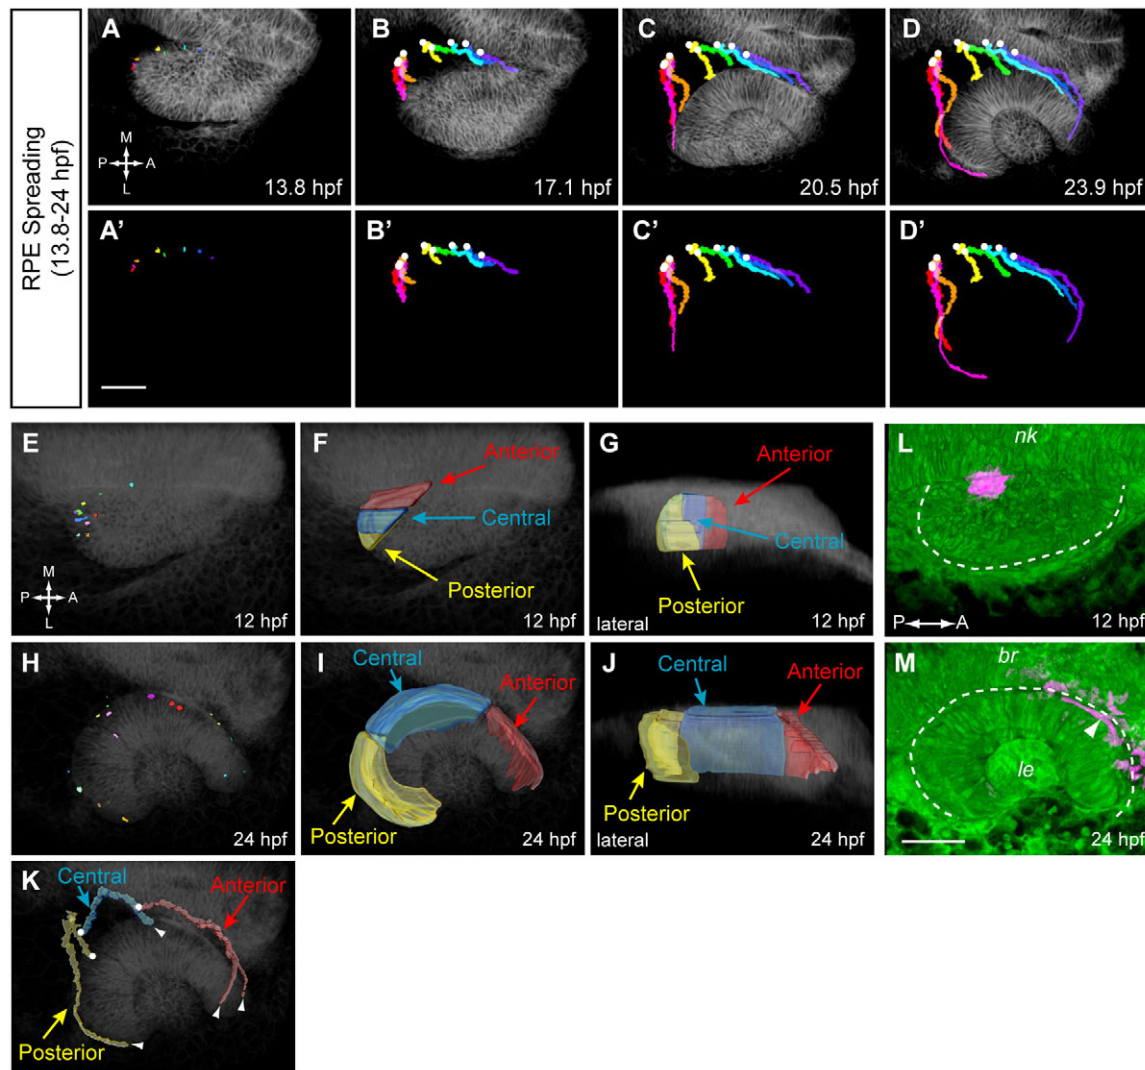 RPE Spreading
(13.8-24 hpf)
A
M
P A
L
13.8 hpf
B
17.1 hpf
C
20.5 hpf
D
23.9 hpf
A'
B'
C'
D'
E
M
P A
L
12 hpf
F
Anterior
Central
Posterior
12 hpf
G
Anterior
Central
Posterior
lateral
12 hpf
L
nk
12 hpf
P A
H
24 hpf
I
Central
Anterior
Posterior
24 hpf
J
Central
Anterior
Posterior
lateral
24 hpf
M
br
le
24 hpf
K
Central
Anterior
Posterior